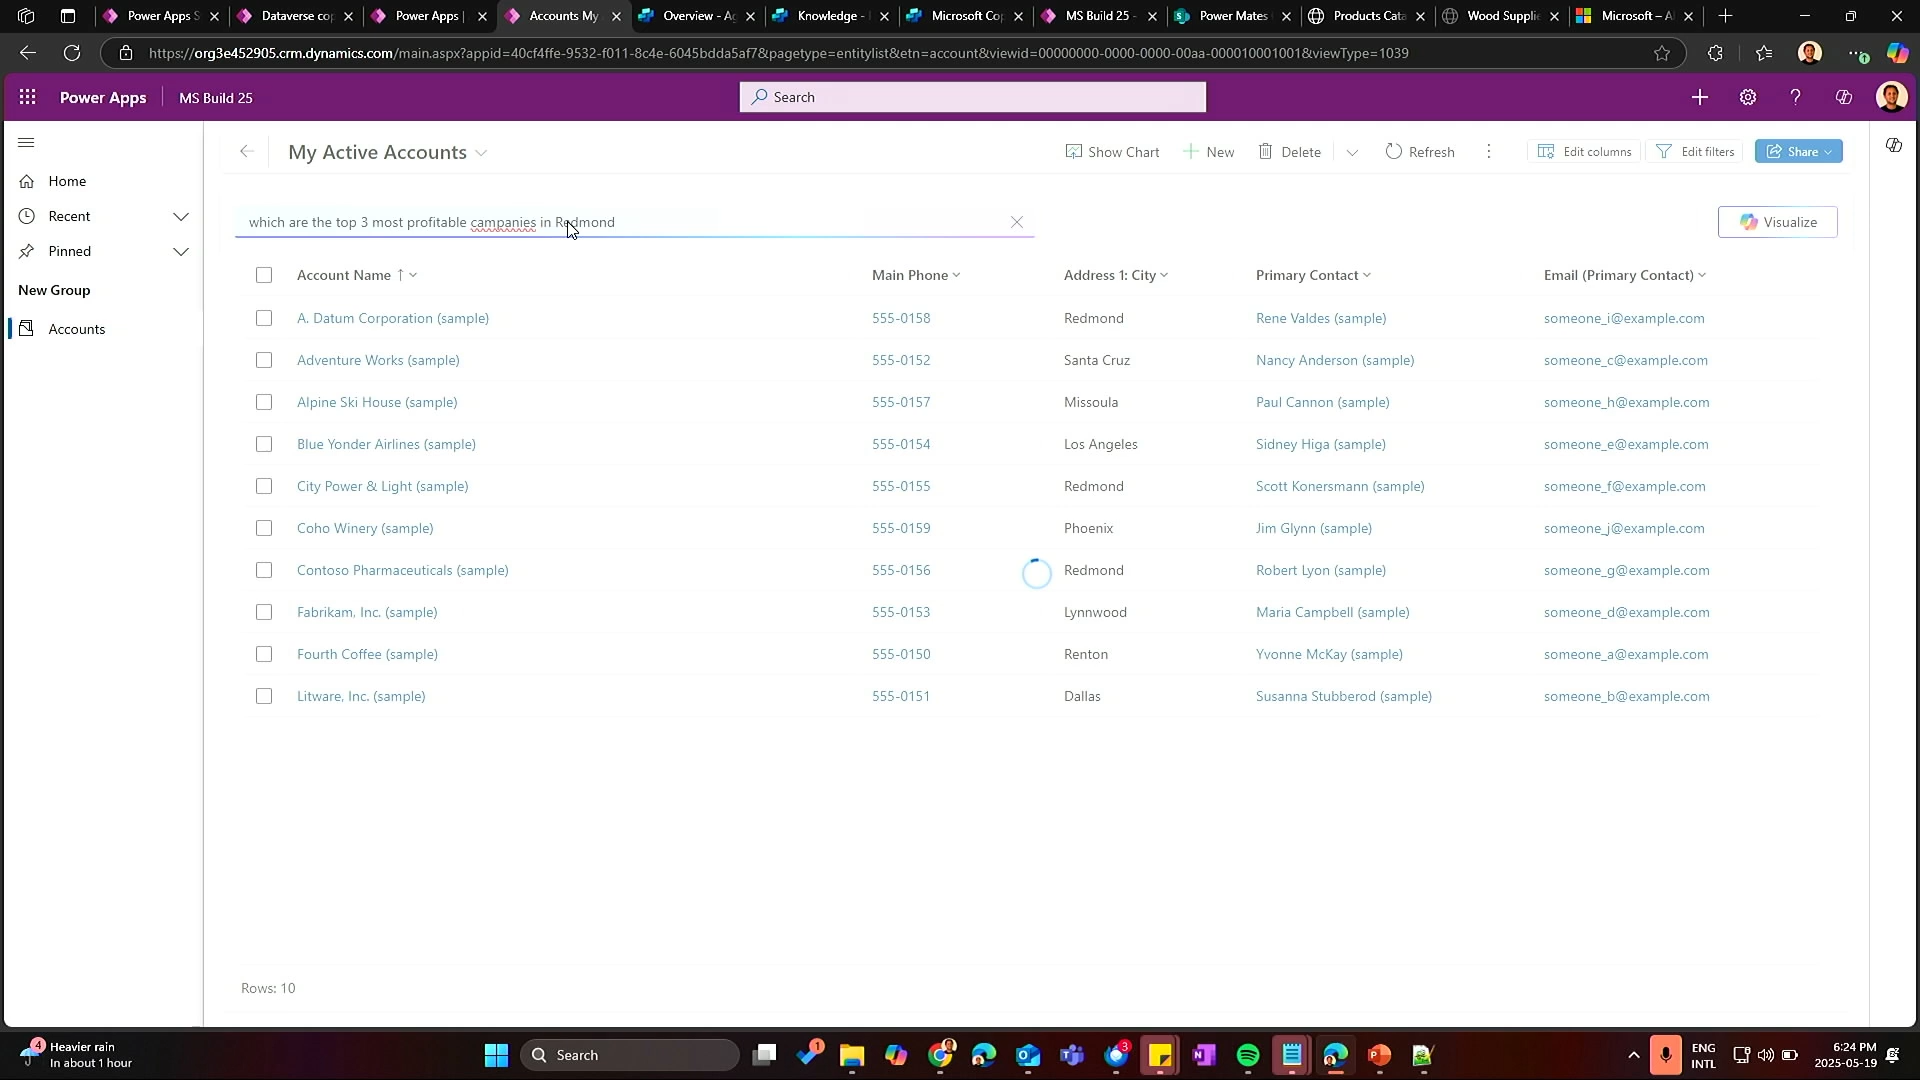 Power Apps S
Dataverse co
Power Apps |
Accounts My
Overview - A
Knowledge -
Microsoft Co
MS Build 25 -
Power Mates
Products Cat
Wood Supplie
Microsoft – A
https://org3e452905.crm.dynamics.com/main.aspx?appid=40cf4ffe-9532-f011-8c4e-6045bdda5af7&pagetype=entitylist&etn=account&viewid=00000000-0000-0000-00aa-000010001001&viewType=1039
Power Apps
MS Build 25
Search
My Active Accounts
Show Chart
New
Delete
Refresh
Edit columns
Edit filters
Share
Home
Recent
Pinned
New Group
Accounts
which are the top 3 most profitable campanies in Redmond
Visualize
Account Name ↑ Main Phone Address 1: City Primary Contact Email (Primary Contact)
A. Datum Corporation (sample) 555-0158 Redmond Rene Valdes (sample) someone_i@example.com
Adventure Works (sample) 555-0152 Santa Cruz Nancy Anderson (sample) someone_c@example.com
Alpine Ski House (sample) 555-0157 Missoula Paul Cannon (sample) someone_h@example.com
Blue Yonder Airlines (sample) 555-0154 Los Angeles Sidney Higa (sample) someone_e@example.com
City Power & Light (sample) 555-0155 Redmond Scott Konersmann (sample) someone_f@example.com
Coho Winery (sample) 555-0159 Phoenix Jim Glynn (sample) someone_j@example.com
Contoso Pharmaceuticals (sample) 555-0156 Redmond Robert Lyon (sample) someone_g@example.com
Fabrikam, Inc. (sample) 555-0153 Lynnwood Maria Campbell (sample) someone_d@example.com
Fourth Coffee (sample) 555-0150 Renton Yvonne McKay (sample) someone_a@example.com
Litware, Inc. (sample) 555-0151 Dallas Susanna Stubberod (sample) someone_b@example.com
Rows: 10
4
Heavier rain
In about 1 hour
Search
1
3
ENG
INTL
6:24 PM
2025-05-19